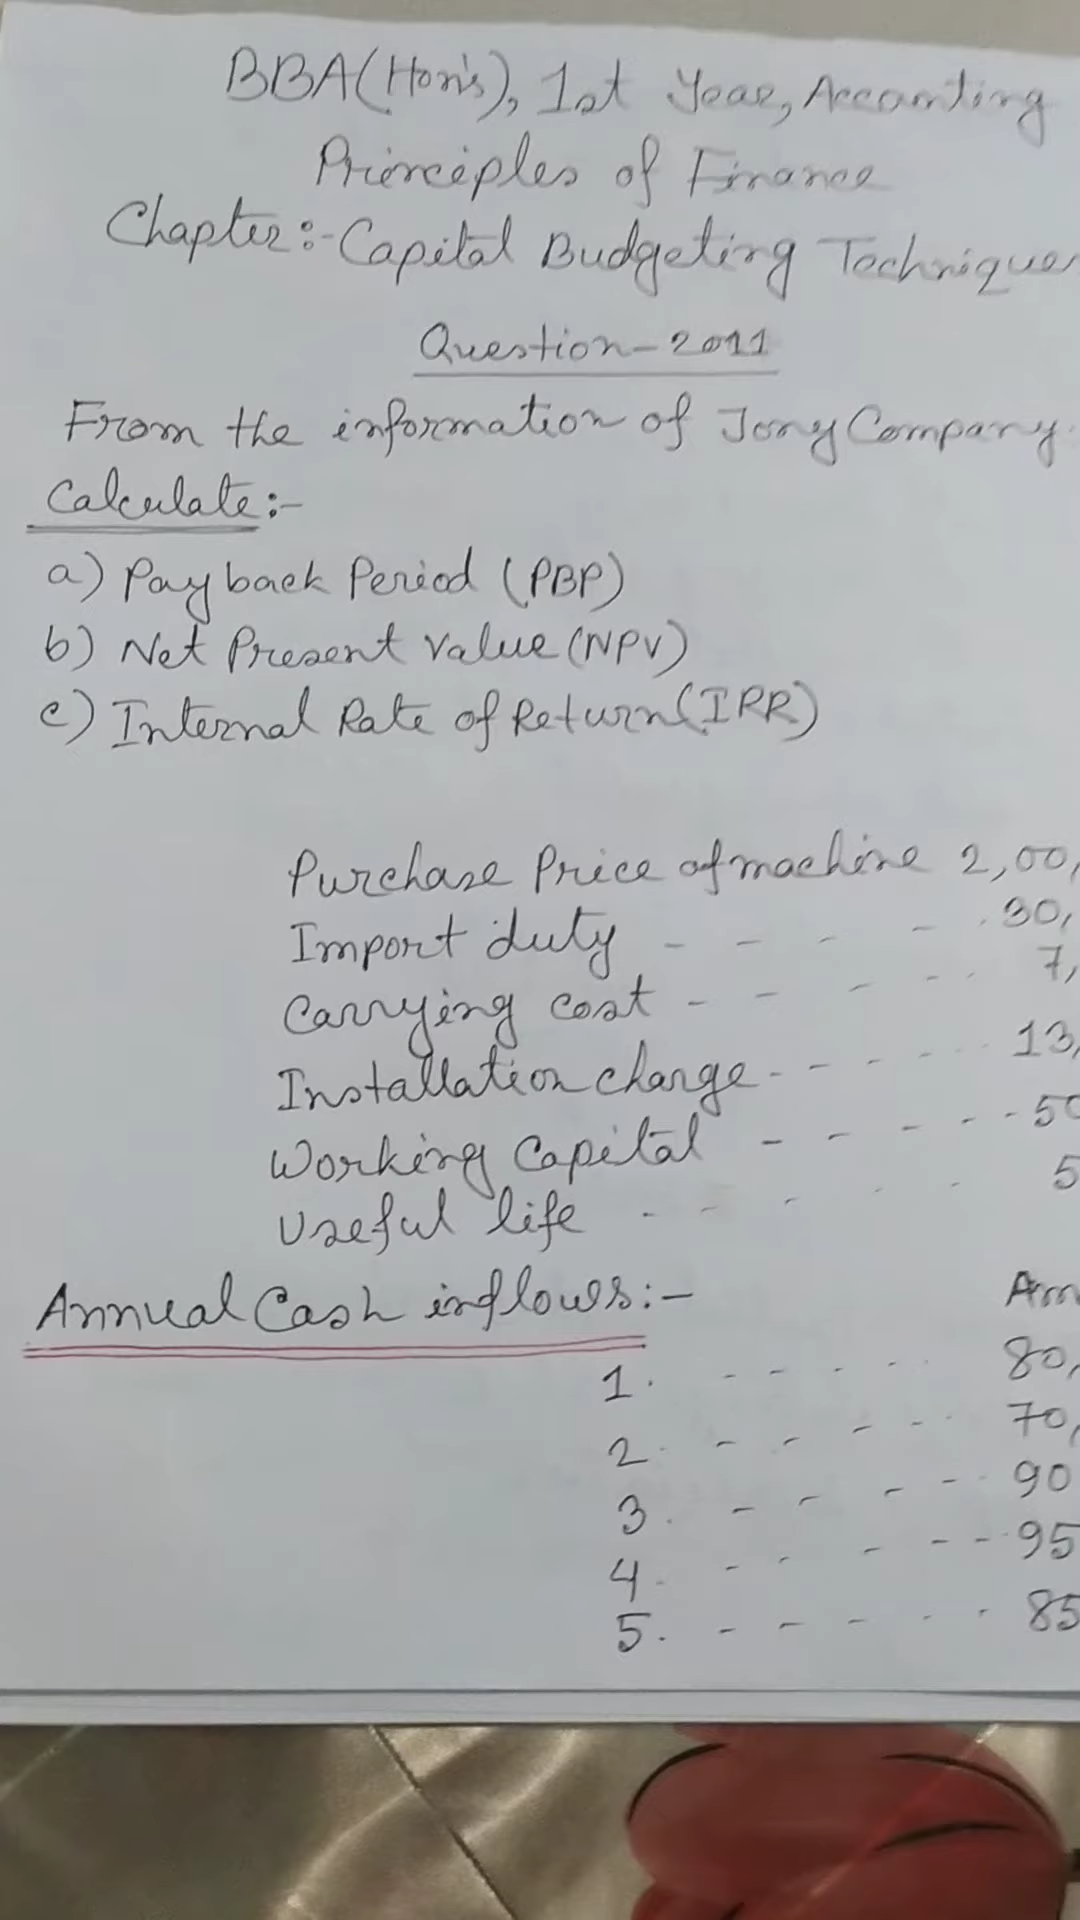 BBA(Hon's), 1st Year, Accounting
Principles of Finance
Chapter:-Capital Budgeting Techniques
Question-2011
From the information of Jony Company.
Calculate:-
a) Pay back Period (PBP)
b) Net Present Value (NPV)
c) Internal Rate of Return (IRR)
Purchase Price of machine 2,00,
Import duty - - - - 30,
Carrying cost - - - - - 7,
Installation charge - - - - 13,
Working Capital - - - - - 50
Useful life - - - - - 5
Annual Cash inflows:- Am
1. - - - - 80,
2. - - - - 70,
3. - - - - 90
4. - - - - - 95
5. - - - - - 85